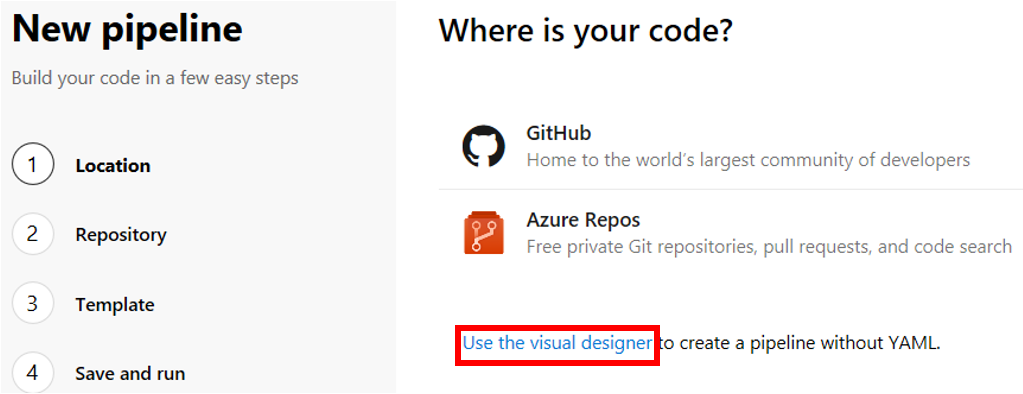 New pipeline
Build your code in a few easy steps
1 Location
2 Repository
3 Template
4 Save and run
Where is your code?
GitHub
Home to the world's largest community of developers
Azure Repos
Free private Git repositories, pull requests, and code search
Use the visual designer to create a pipeline without YAML.